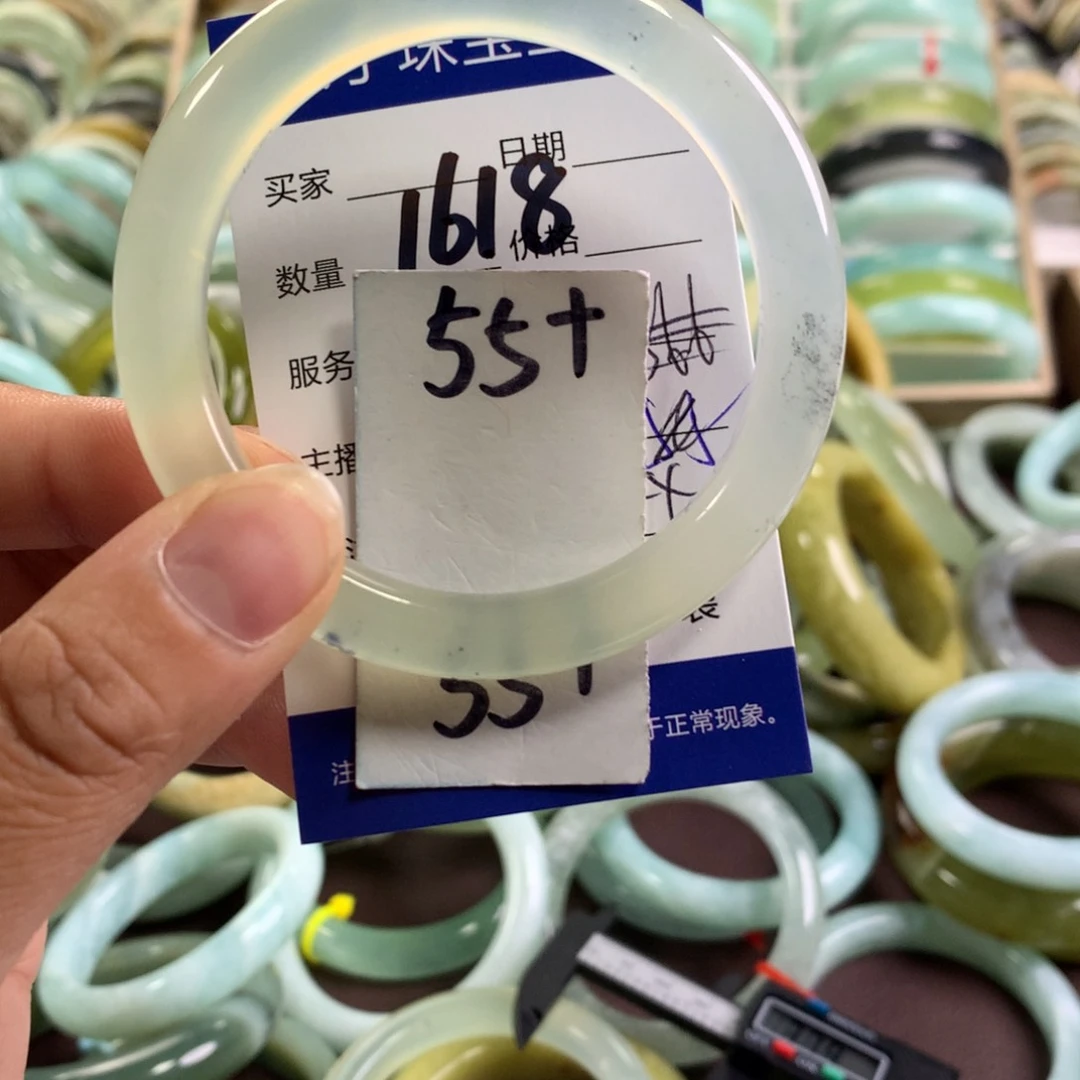 珠宝
买家 日期
1618
数量 价格
55+
服务
主播
装
55+
于正常现象。
注